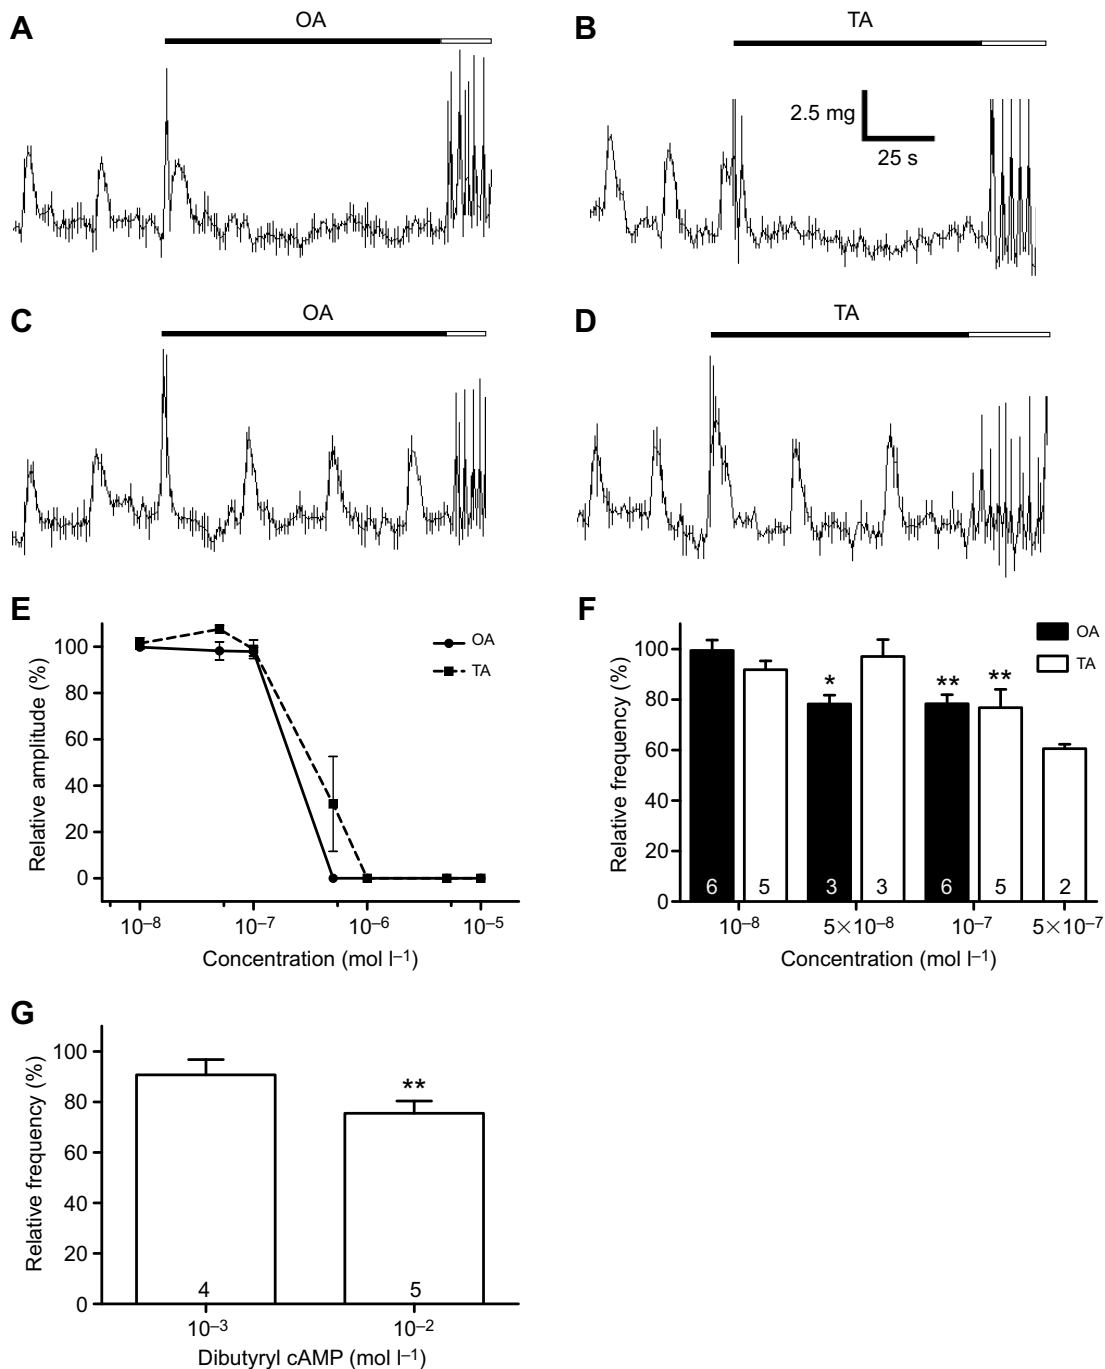 A
OA
B
TA
2.5 mg
25 s
C
OA
D
TA
E
Relative amplitude (%)
100
80
60
40
20
0
OA
TA
10⁻⁸
10⁻⁷
10⁻⁶
10⁻⁵
Concentration (mol l⁻¹)
F
Relative frequency (%)
100
80
60
40
20
0
OA
TA
*
**
**
6
5
3
3
6
5
2
10⁻⁸
5×10⁻⁸
10⁻⁷
5×10⁻⁷
Concentration (mol l⁻¹)
G
Relative frequency (%)
100
80
60
40
20
0
**
4
5
10⁻³
10⁻²
Dibutyryl cAMP (mol l⁻¹)